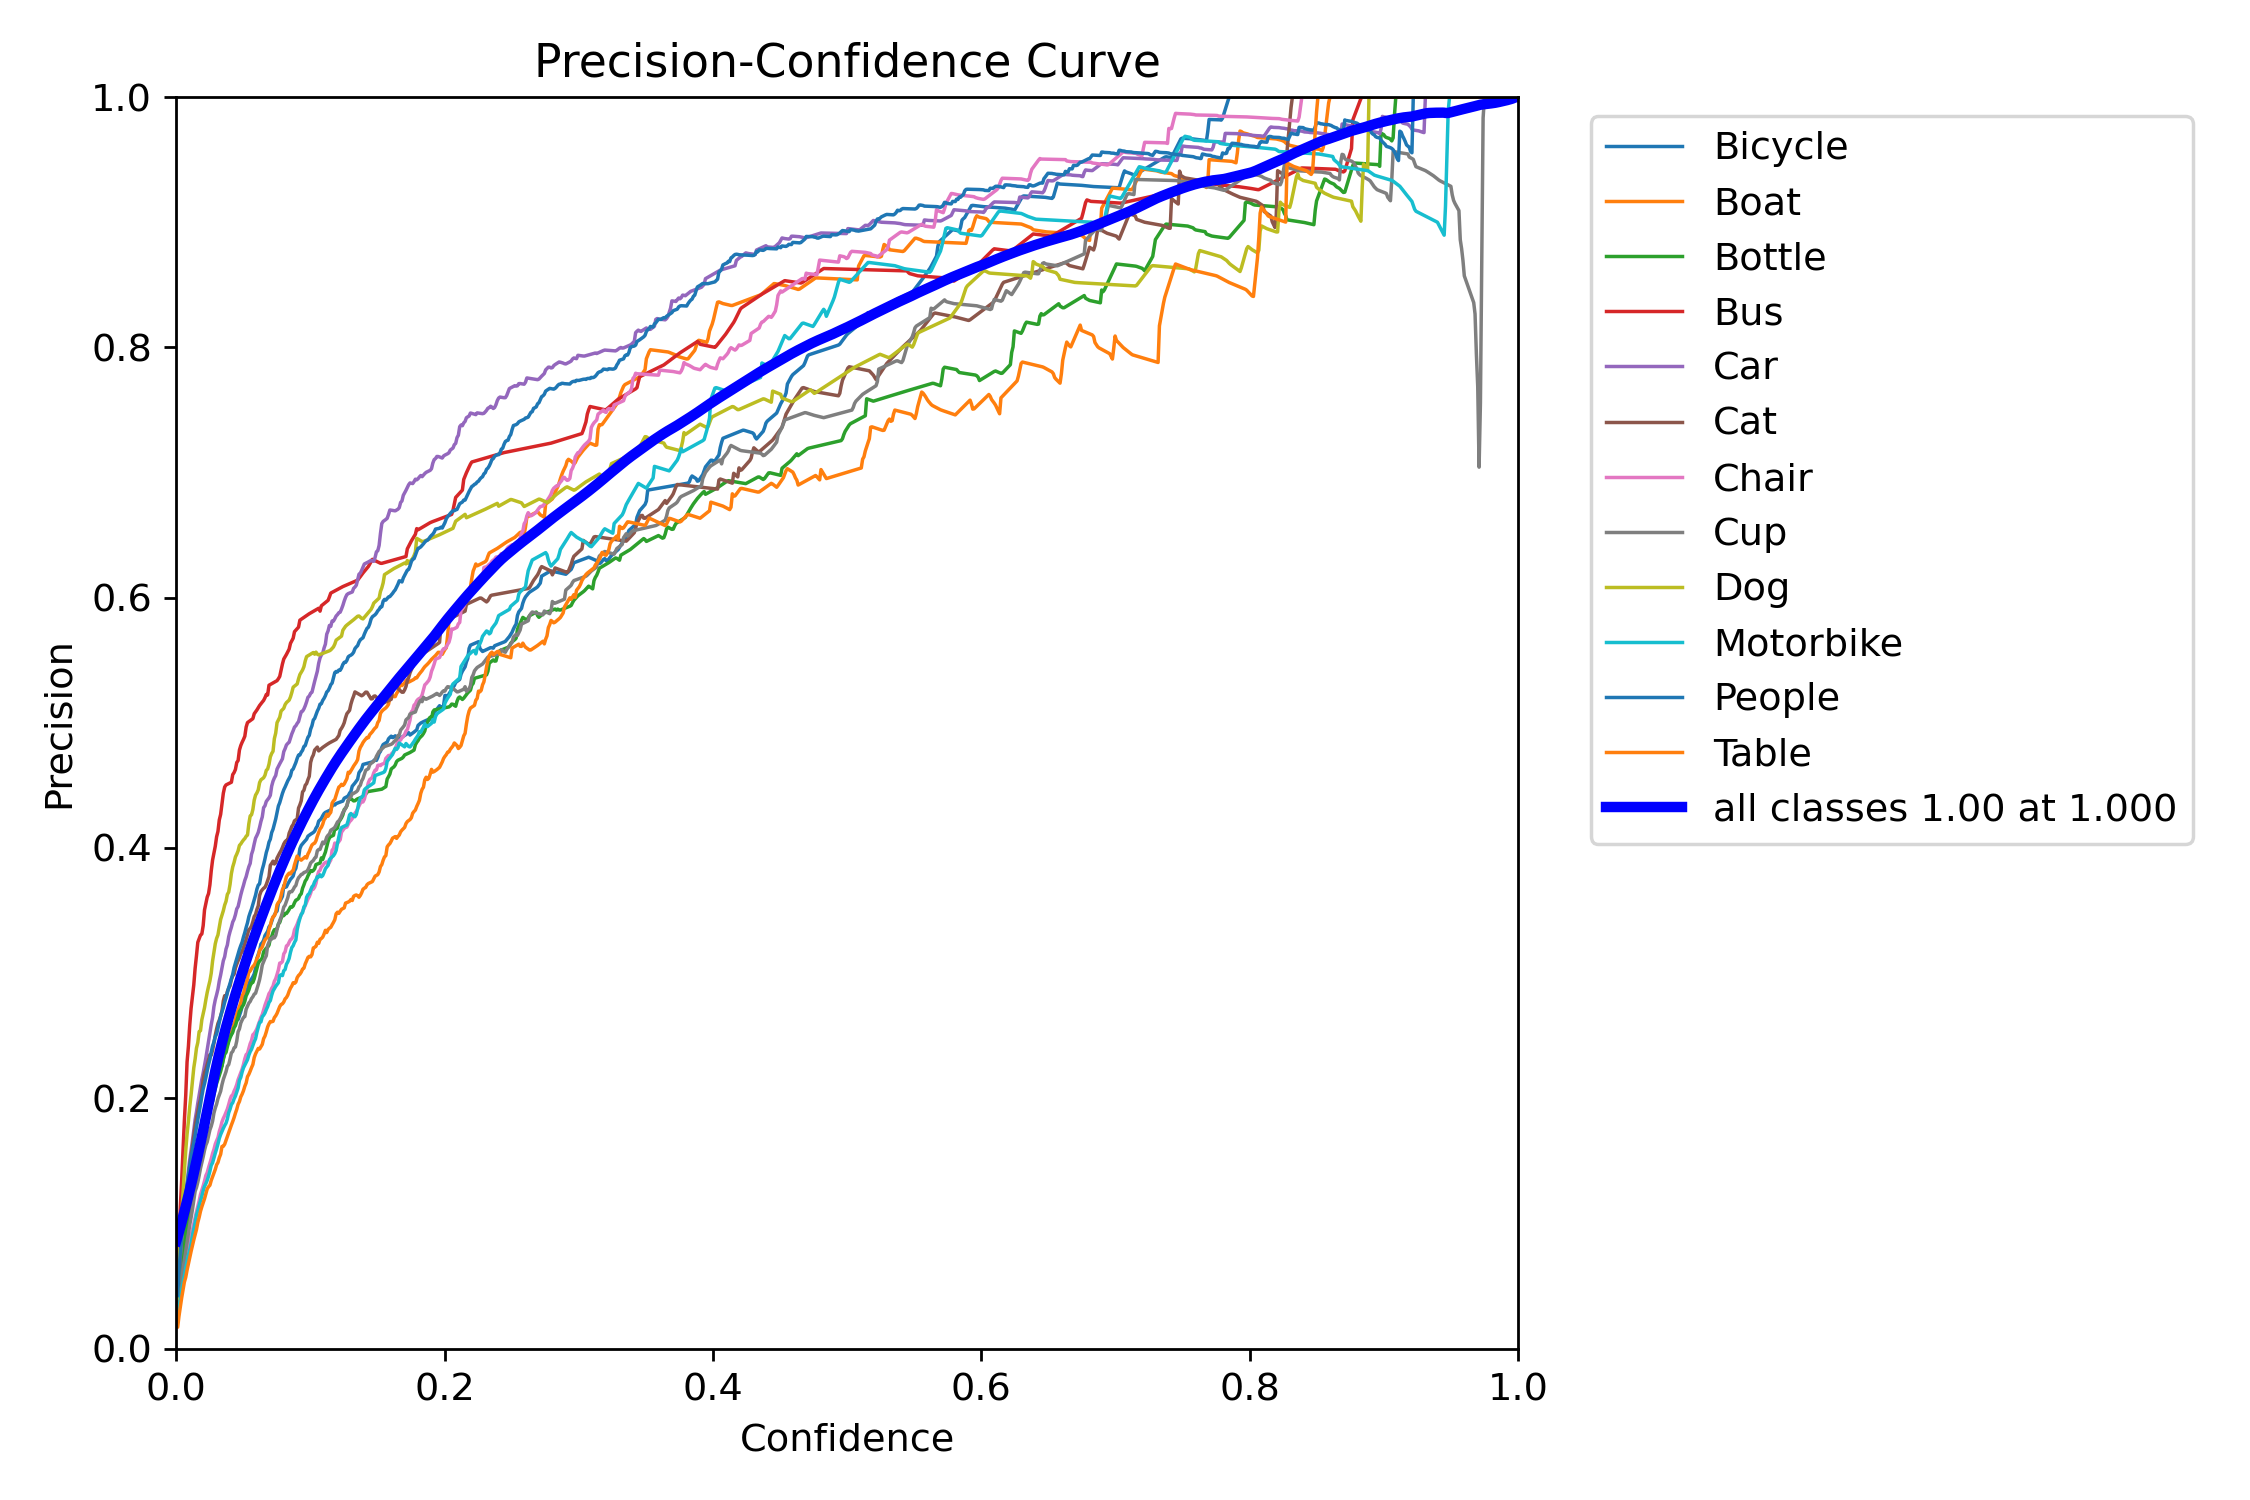 Precision-Confidence Curve
1.0
0.8
0.6
0.4
0.2
0.0
Precision
0.0 0.2 0.4 0.6 0.8 1.0
Confidence
Bicycle
Boat
Bottle
Bus
Car
Cat
Chair
Cup
Dog
Motorbike
People
Table
all classes 1.00 at 1.000